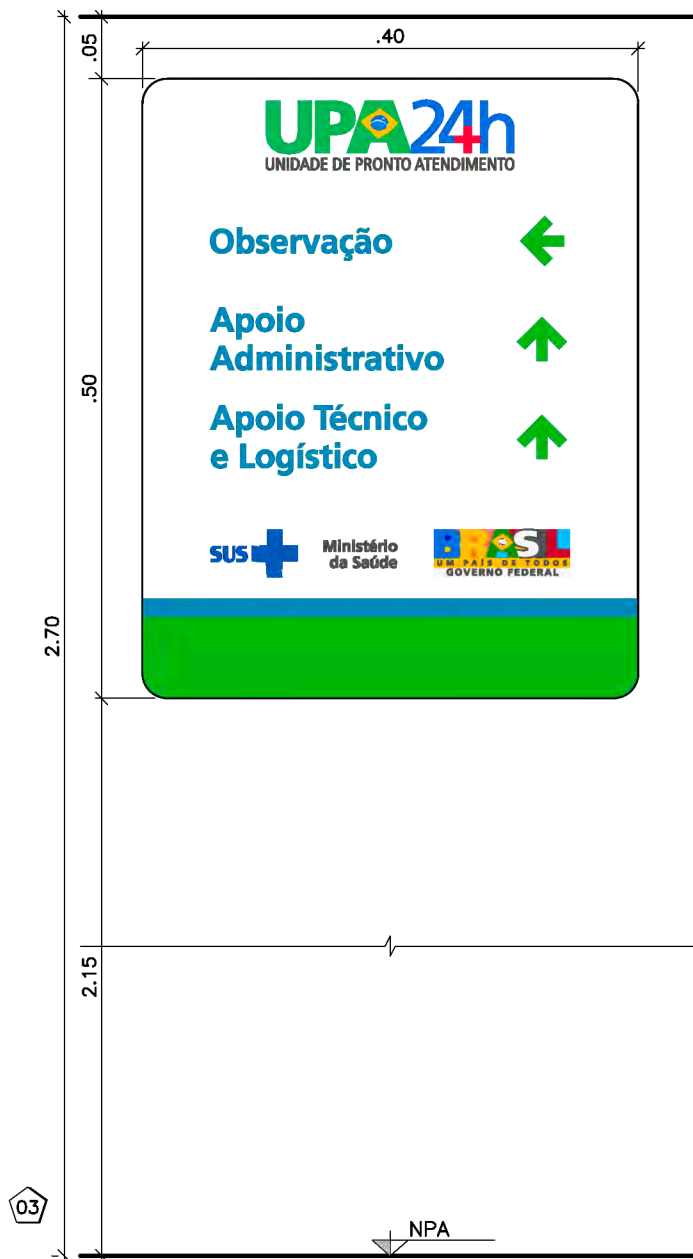 .05
.40
UPA24h
UNIDADE DE PRONTO ATENDIMENTO
Observação
Apoio
Administrativo
.50
Apoio Técnico
e Logístico
SUS
Ministério
da Saúde
BRASIL
UM PAÍS DE TODOS
GOVERNO FEDERAL
2.70
2.15
03
NPA